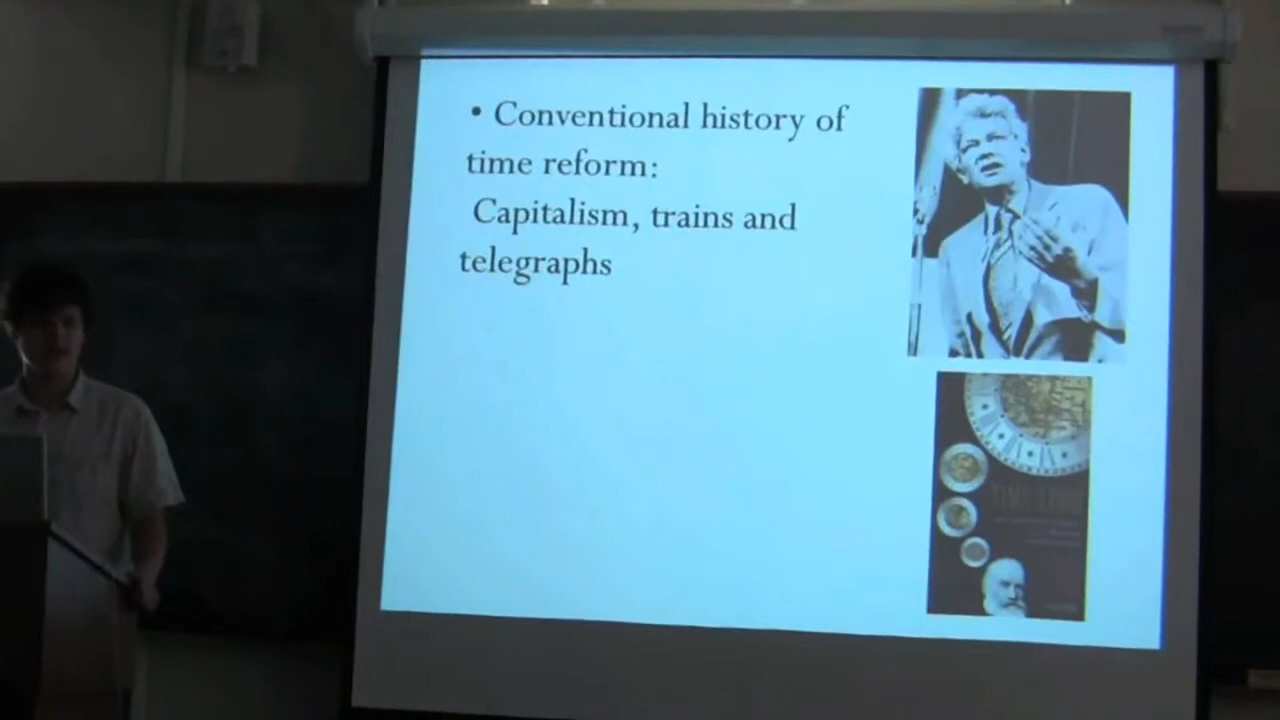 • Conventional history of
time reform:
Capitalism, trains and
telegraphs